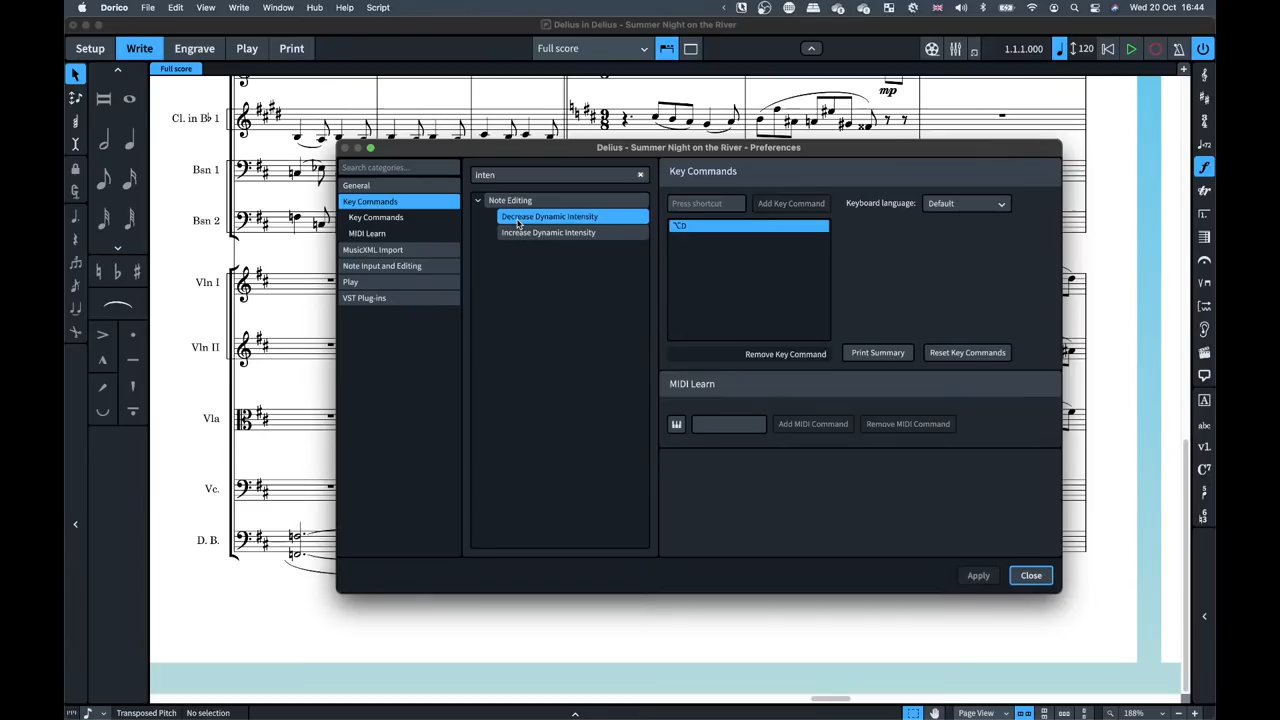 Dorico File Edit View Write Window Hub Help Script Wed 20 Oct 16:44
Delius in Delius - Summer Night on the River
Setup Write Engrave Play Print Full score 1.1.1.000 120
Full score
mp
Cl. in B♭ 1
Delius - Summer Night on the River - Preferences
Search categories...
Key Commands
inten
Bsn 1
General
Note Editing
Key Commands
Press shortcut Add Key Command Keyboard language: Default
Key Commands
Decrease Dynamic Intensity
⌥D
Bsn 2
MIDI Learn
Increase Dynamic Intensity
MusicXML Import
Note Input and Editing
Play
Vln I
VST Plug-ins
Vln II
Remove Key Command Print Summary Reset Key Commands
MIDI Learn
Vla
Add MIDI Command Remove MIDI Command
abc
v1.
C7
Vc.
D. B.
Apply Close
Transposed Pitch No selection Page View 188%